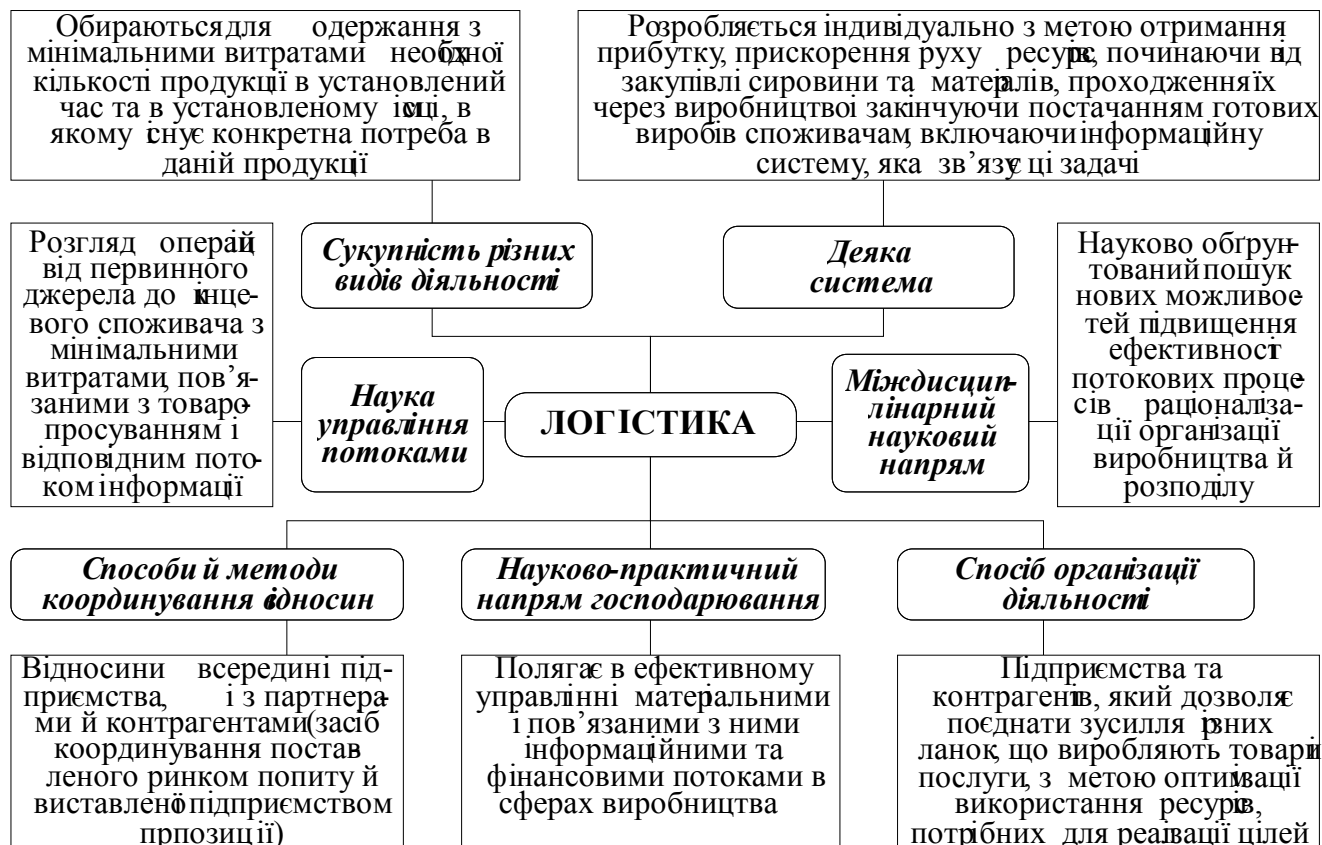 Обираються для одержання з
мінімальними витратами необхідної
кількості продукції в установлений
час та в установленому місці, в
якому існує конкретна потреба в
даній продукції
Розробляється індивідуально з метою отримання
прибутку, прискорення руху ресурсів, починаючи від
закупівлі сировини та матеріалів, проходження їх
через виробництво і закінчуючи постачанням готових
виробів споживачам, включаючи інформаційну
систему, яка зв’язує ці задачі
Сукупність різних
видів діяльності
Деяка
система
Розгляд операцій
від первинного
джерела до кінце-
вого споживача з
мінімальними
витратами, пов’я-
заними з товаро-
просуванням і
відповідним пото-
ком інформації
Наука
управління
потоками
ЛОГІСТИКА
Міждисцип-
лінарний
науковий
напрям
Науково обґрун-
тований пошук
нових можливос-
тей підвищення
ефективності
потокових проце-
сів раціоналіза-
ції організації
виробництва й
розподілу
Способи й методи
координування відносин
Науково-практичний
напрям господарювання
Спосіб організації
діяльності
Відносини всередині під-
приємства, і з партнера-
ми й контрагентами (засіб
координування постав-
леного ринком попиту й
виставленої підприємством
прпозиції)
Полягає в ефективному
управлінні матеріальними
і пов’язаними з ними
інформаційними та
фінансовими потоками в
сферах виробництва
Підприємства та
контрагентів, який дозволяє
поєднати зусилля різних
ланок, що виробляють товари й
послуги, з метою оптимізації
використання ресурсів,
потрібних для реалізації цілей